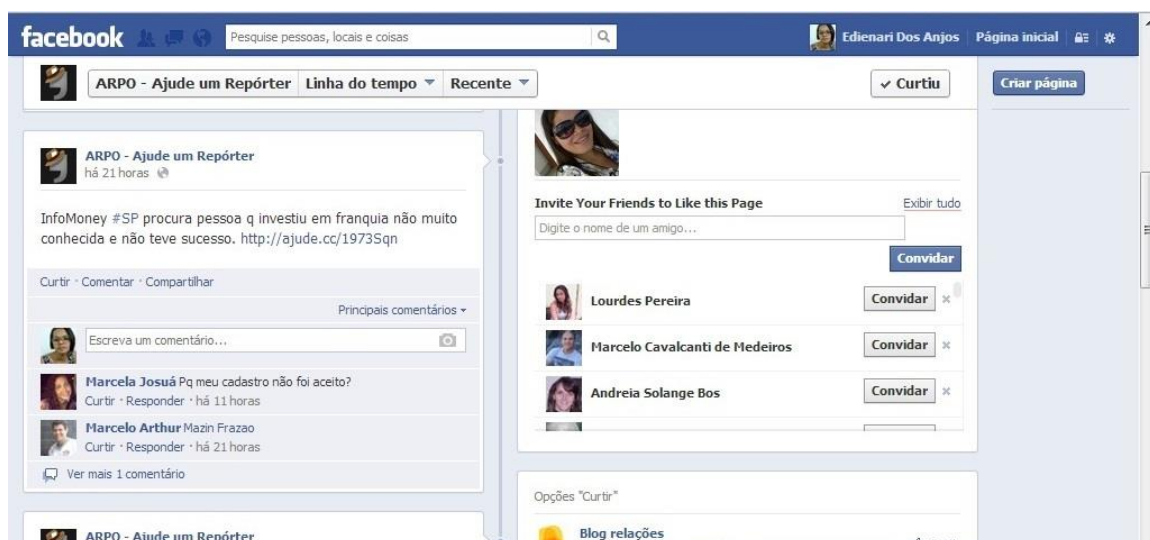 facebook
Pesquise pessoas, locais e coisas
Edienari Dos Anjos
Página inicial
ARPO - Ajude um Repórter
Linha do tempo
Recente
Curtiu
Criar página
ARPO - Ajude um Repórter
há 21 horas
InfoMoney #SP procura pessoa q investiu em franquia não muito
conhecida e não teve sucesso. http://ajude.cc/1973Sqn
Curtir · Comentar · Compartilhar
Principais comentários
Escreva um comentário...
Marcela Josuá Pq meu cadastro não foi aceito?
Curtir · Responder · há 11 horas
Marcelo Arthur Mazin Frazao
Curtir · Responder · há 21 horas
Ver mais 1 comentário
ARPO - Ajude um Repórter
Invite Your Friends to Like this Page
Exibir tudo
Digite o nome de um amigo...
Convidar
Lourdes Pereira
Convidar
Marcelo Cavalcanti de Medeiros
Convidar
Andreia Solange Bos
Convidar
Opções "Curtir"
Blog relações